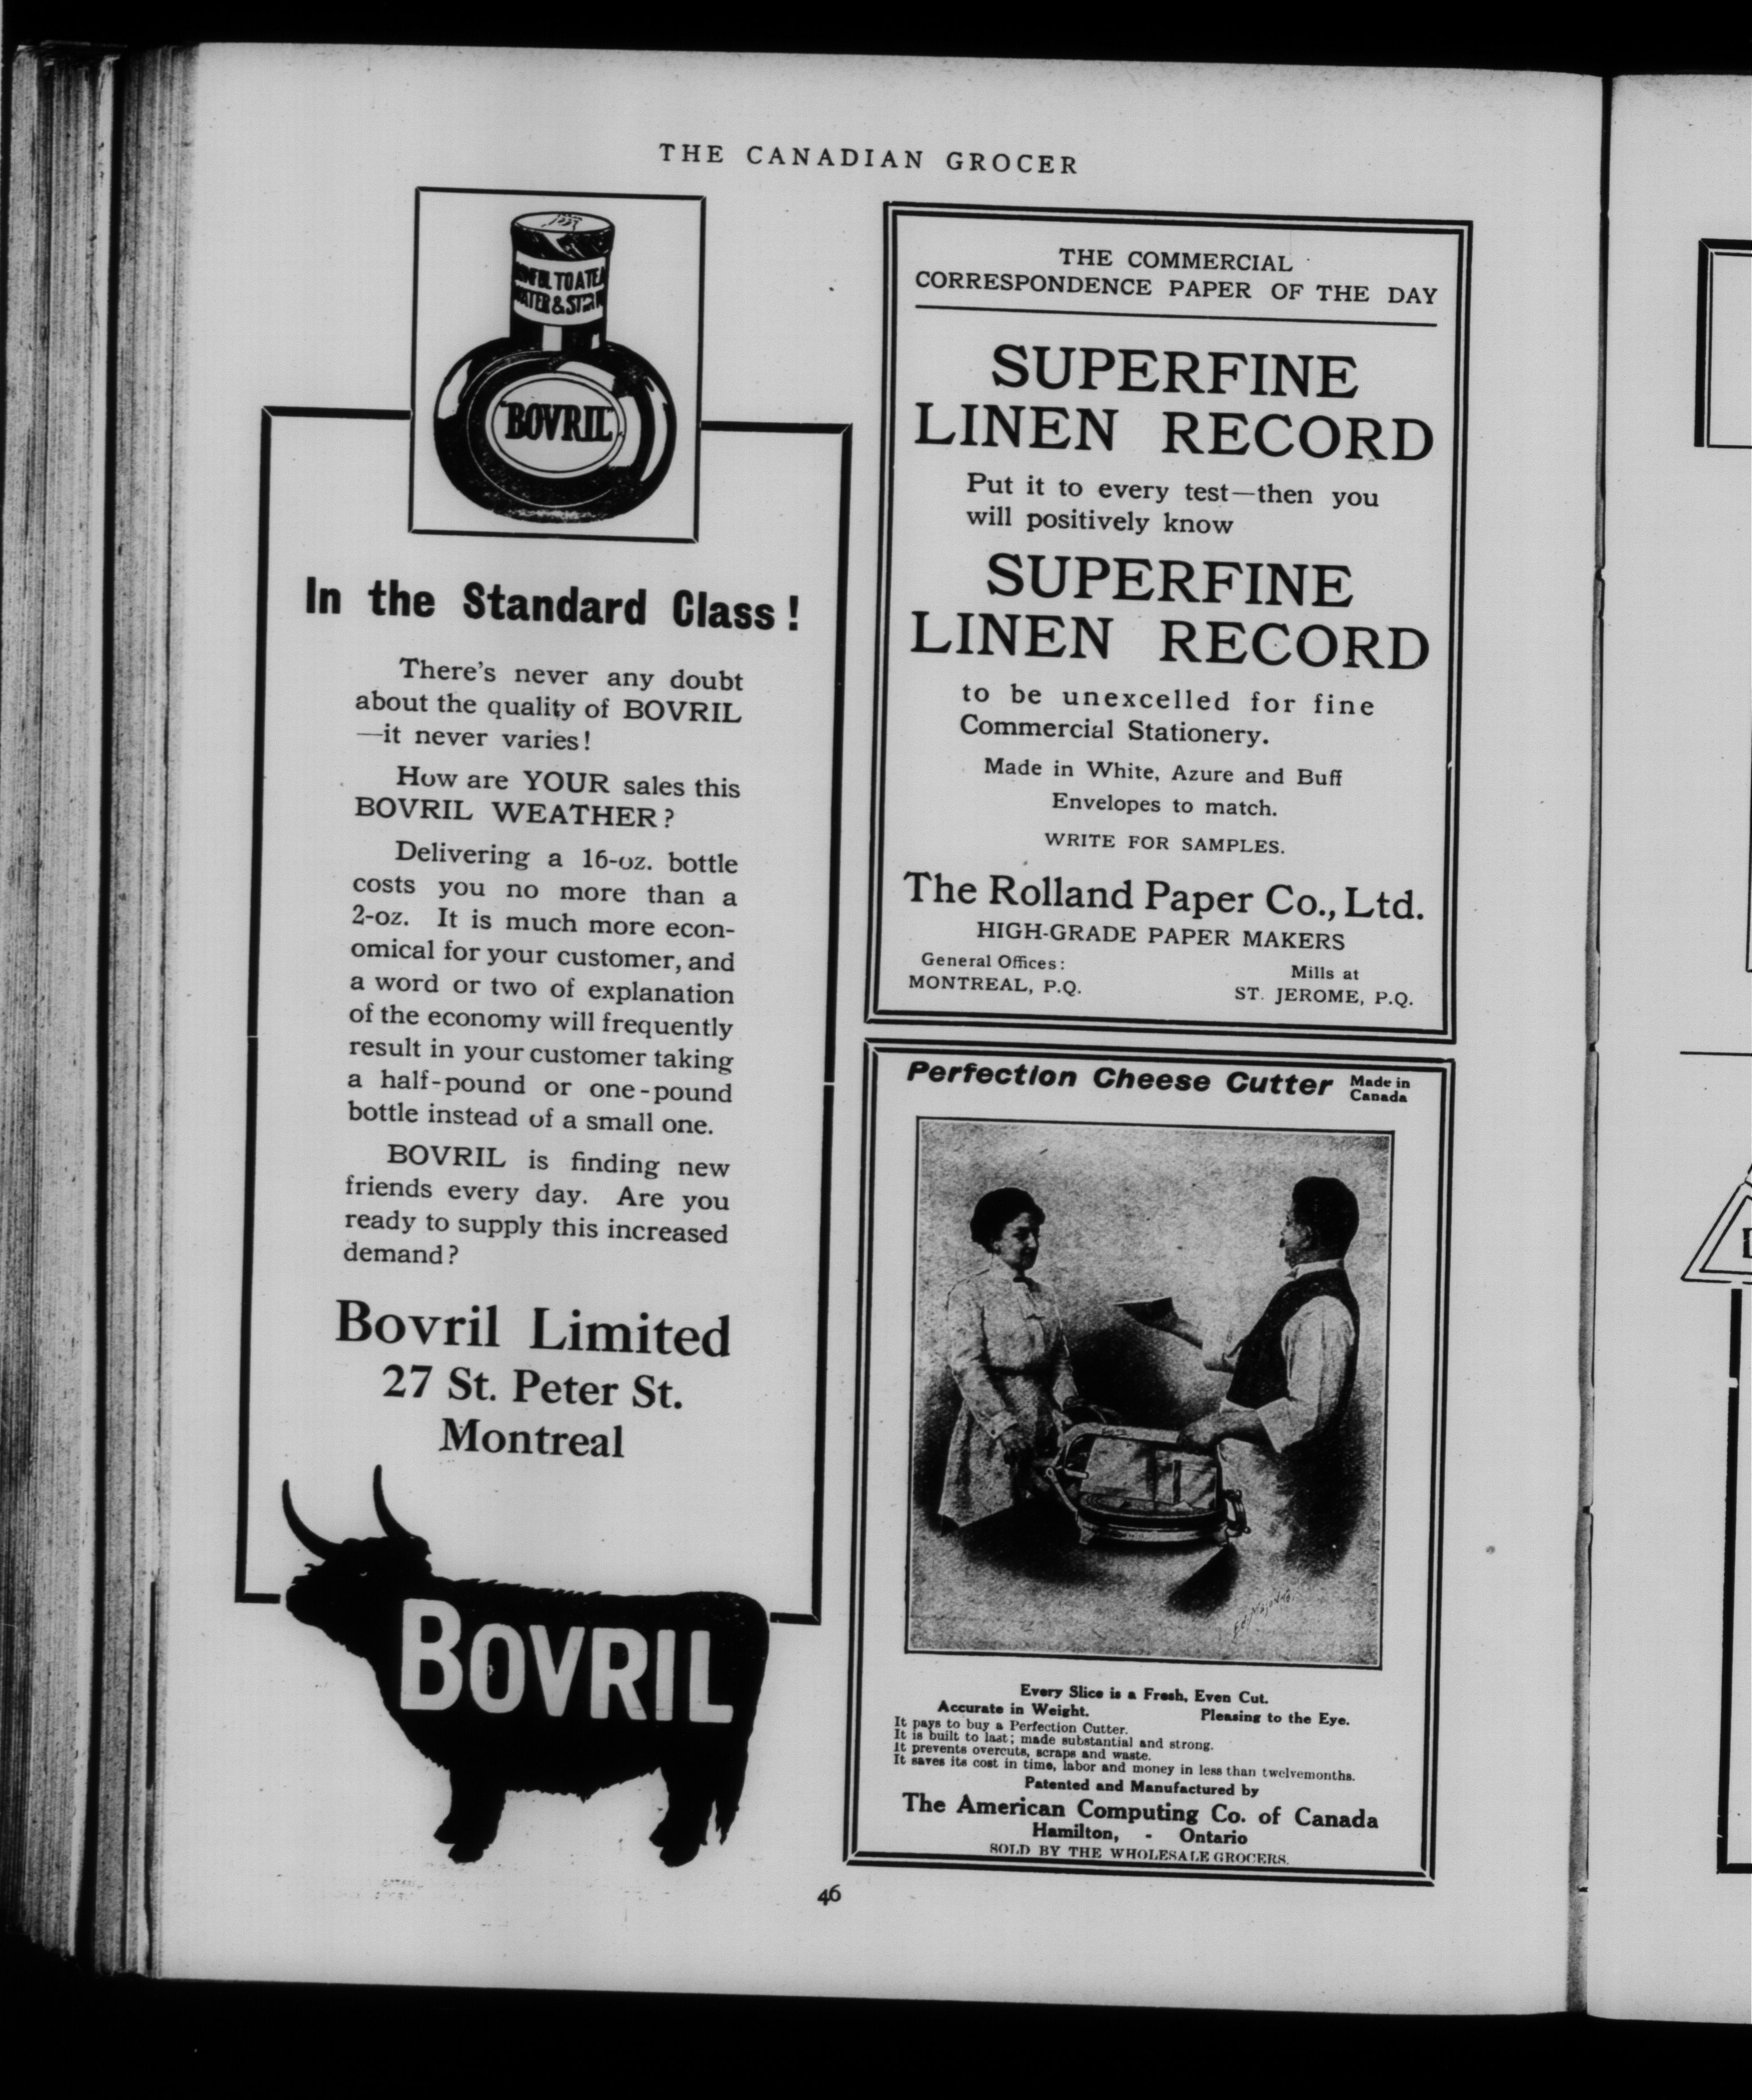 THE CANADIAN GROCER
TO A TEA
WATER & STIR
BOVRIL
In the Standard Class!
There's never any doubt
about the quality of BOVRIL
—it never varies!
How are YOUR sales this
BOVRIL WEATHER?
Delivering a 16-oz. bottle
costs you no more than a
2-oz. It is much more econ-
omical for your customer, and
a word or two of explanation
of the economy will frequently
result in your customer taking
a half-pound or one-pound
bottle instead of a small one.
BOVRIL is finding new
friends every day. Are you
ready to supply this increased
demand?
Bovril Limited
27 St. Peter St.
Montreal
BOVRIL
THE COMMERCIAL
CORRESPONDENCE PAPER OF THE DAY
SUPERFINE
LINEN RECORD
Put it to every test—then you
will positively know
SUPERFINE
LINEN RECORD
to be unexcelled for fine
Commercial Stationery.
Made in White, Azure and Buff
Envelopes to match.
WRITE FOR SAMPLES.
The Rolland Paper Co., Ltd.
HIGH-GRADE PAPER MAKERS
General Offices:
MONTREAL, P.Q.
Mills at
ST. JEROME, P.Q.
Perfection Cheese Cutter Made in
Canada
Every Slice is a Fresh, Even Cut.
Accurate in Weight. Pleasing to the Eye.
It pays to buy a Perfection Cutter.
It is built to last; made substantial and strong.
It prevents overcuts, scraps and waste.
It saves its cost in time, labor and money in less than twelvemonths.
Patented and Manufactured by
The American Computing Co. of Canada
Hamilton, - Ontario
SOLD BY THE WHOLESALE GROCERS.
46